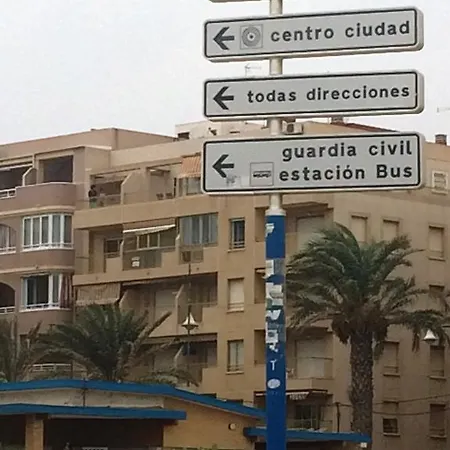 centro ciudad
todas direcciones
guardia civil
estación Bus